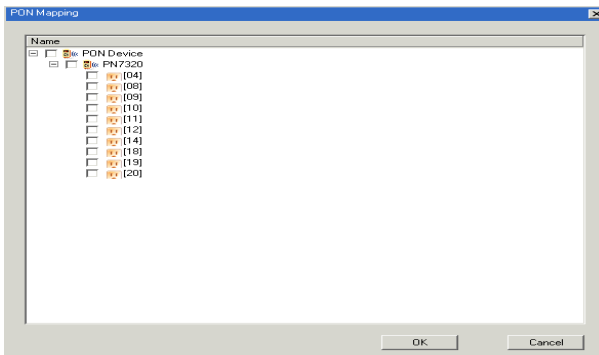 PON Mapping
Name
PON Device
PN7320
[04]
[08]
[09]
[10]
[11]
[12]
[14]
[18]
[19]
[20]
OK Cancel